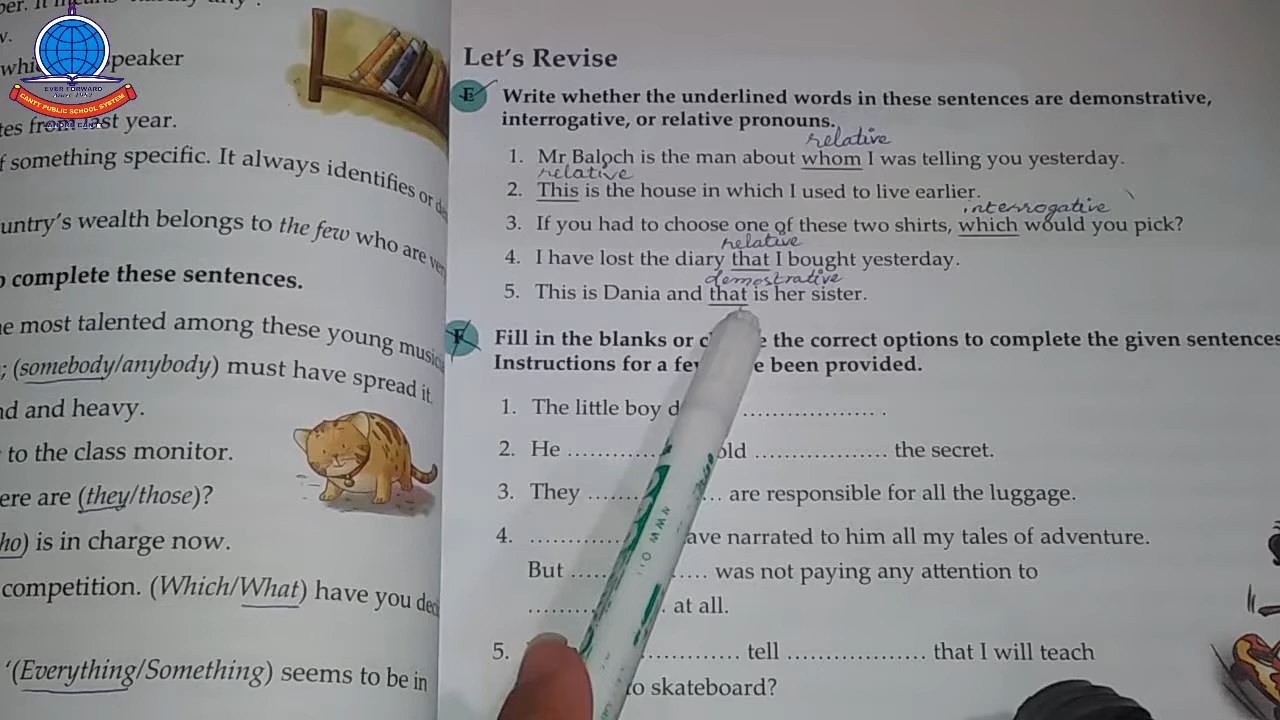 EVER FORWARD
Since 1957
CANTT PUBLIC SCHOOL SYSTEM
w.
peaker
tes from last year.
f something specific. It always identifies or
untry's wealth belongs to the few who are
o complete these sentences.
e most talented among these young
; (somebody/anybody) must have spread it.
nd and heavy.
to the class monitor.
ere are (they/those)?
ho) is in charge now.
competition. (Which/What) have you
'(Everything/Something) seems to be in
Let's Revise
E Write whether the underlined words in these sentences are demonstrative,
interrogative, or relative pronouns.
relative
1. Mr Baloch is the man about whom I was telling you yesterday.
relative
2. This is the house in which I used to live earlier.
interrogative
3. If you had to choose one of these two shirts, which would you pick?
relative
4. I have lost the diary that I bought yesterday.
demostrative
5. This is Dania and that is her sister.
F Fill in the blanks or the correct options to complete the given sentences
Instructions for a been provided.
1. The little boy .................. .
2. He ............ old .................. the secret.
3. They ........ ... are responsible for all the luggage.
4. ............ ave narrated to him all my tales of adventure.
But ..... ..... was not paying any attention to
.......... . at all.
5. ............. tell .................. that I will teach
to skateboard?